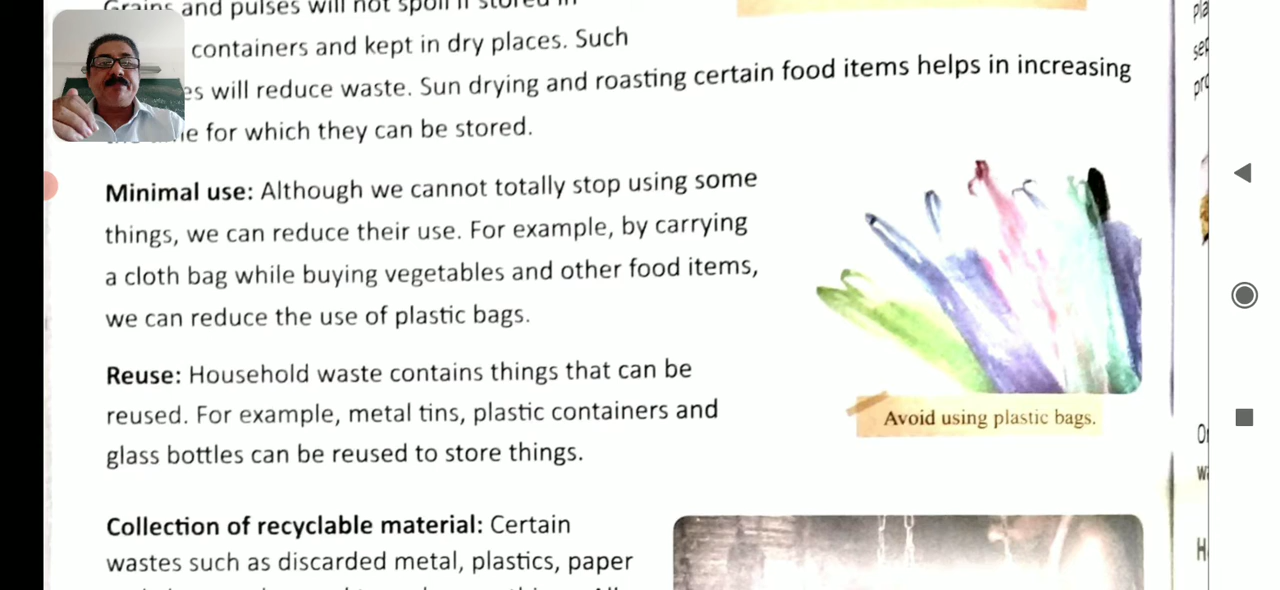 Grains and pulses will not spoil if stored in
containers and kept in dry places. Such
es will reduce waste. Sun drying and roasting certain food items helps in increasing
for which they can be stored.
Minimal use: Although we cannot totally stop using some
things, we can reduce their use. For example, by carrying
a cloth bag while buying vegetables and other food items,
we can reduce the use of plastic bags.
Avoid using plastic bags.
Reuse: Household waste contains things that can be
reused. For example, metal tins, plastic containers and
glass bottles can be reused to store things.
Collection of recyclable material: Certain
wastes such as discarded metal, plastics, paper